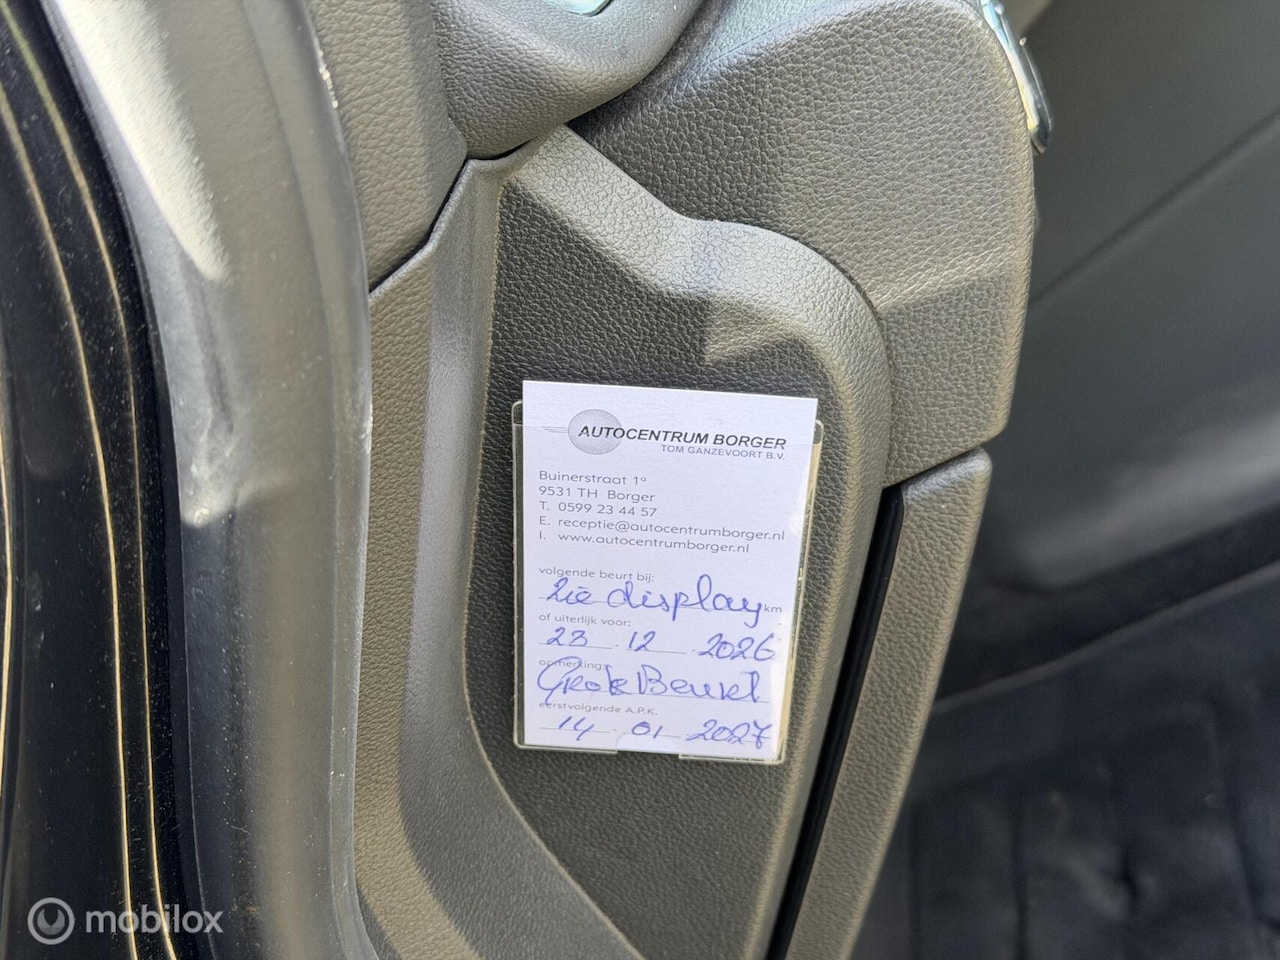 AUTOCENTRUM BORGER
TOM GANZEVOORT B.V.
Buinerstraat 1ª
9531 TH Borger
T. 0599 23 44 57
E. receptie@autocentrumborger.nl
I. www.autocentrumborger.nl
volgende beurt bij:
Zie display km
of uiterlijk voor:
23 - 12 - 2026
opmerking:
Grote Beurt
eerstvolgende A.P.K.
14 - 01 - 2027
mobilox